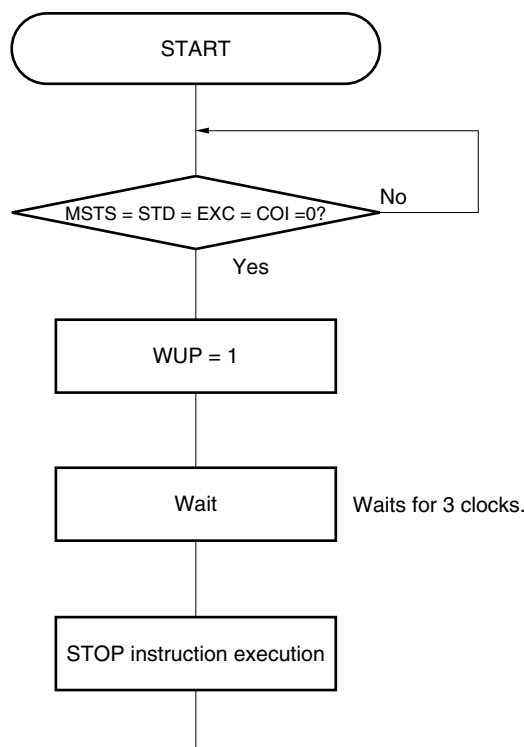 START
No
MSTS = STD = EXC = COI =0?
Yes
WUP = 1
Wait
Waits for 3 clocks.
STOP instruction execution